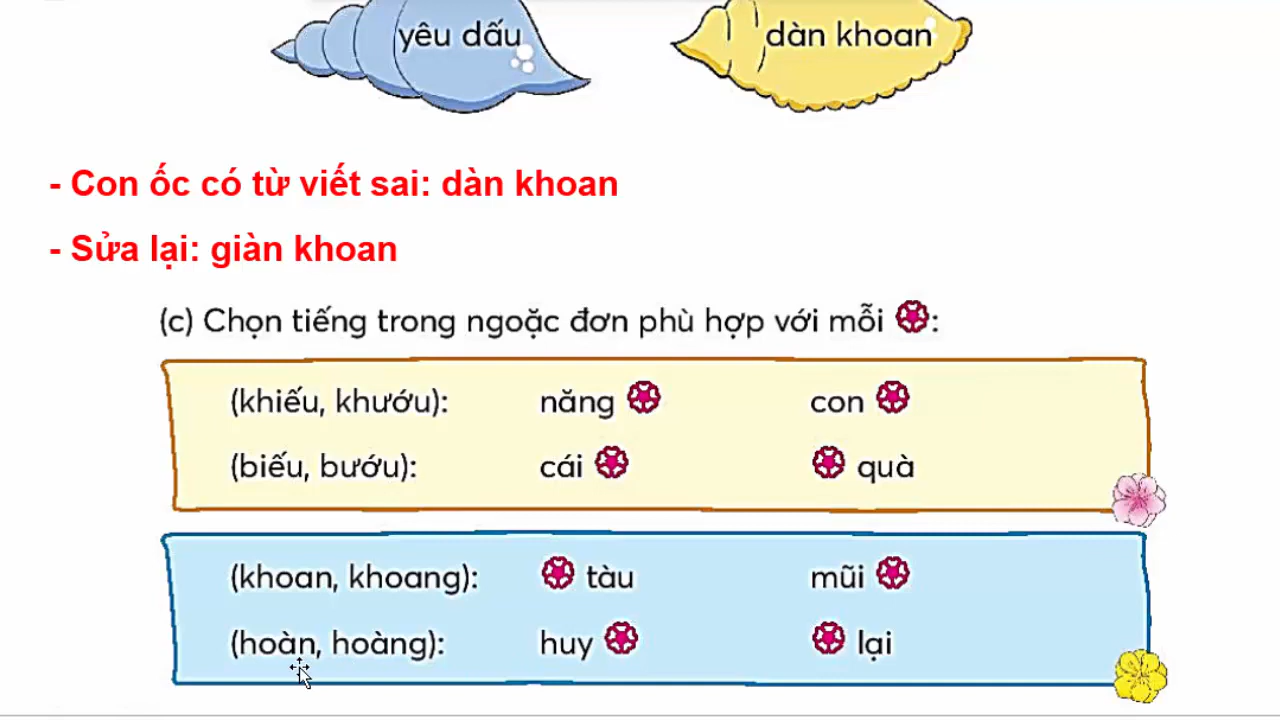 yêu dấu
dàn khoan
- Con ốc có từ viết sai: dàn khoan
- Sửa lại: giàn khoan
(c) Chọn tiếng trong ngoặc đơn phù hợp với mỗi :
(khiếu, khướu): năng con
(biếu, bướu): cái quà
(khoan, khoang): tàu mũi
(hoàn, hoàng): huy lại